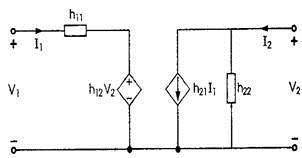 h₁₁
+ I₁ I₂ +
V₁ h₁₂V₂ + − h₂₁I₁ h₂₂ V₂
− −